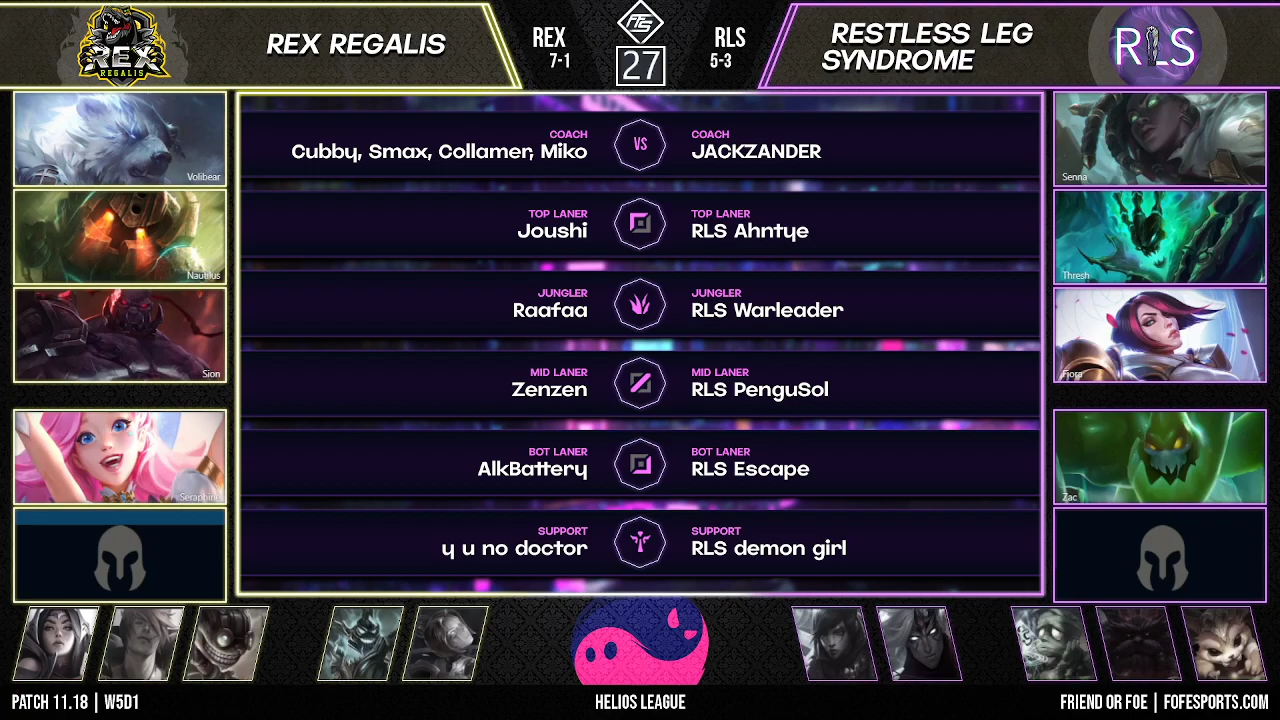 REX
REGALIS
REX REGALIS
REX
7-1
FFS
27
RLS
5-3
RESTLESS LEG
SYNDROME
RLS
Volibear
Nautilus
Sion
Seraphine
COACH
Cubby, Smax, Collamer, Miko
VS
COACH
JACKZANDER
TOP LANER
Joushi
TOP LANER
RLS Ahntye
JUNGLER
Raafaa
JUNGLER
RLS Warleader
MID LANER
Zenzen
MID LANER
RLS PenguSol
BOT LANER
AlkBattery
BOT LANER
RLS Escape
SUPPORT
y u no doctor
SUPPORT
RLS demon girl
Senna
Thresh
Fiora
Zac
PATCH 11.18 | W5D1
HELIOS LEAGUE
FRIEND OR FOE | FOFESPORTS.COM